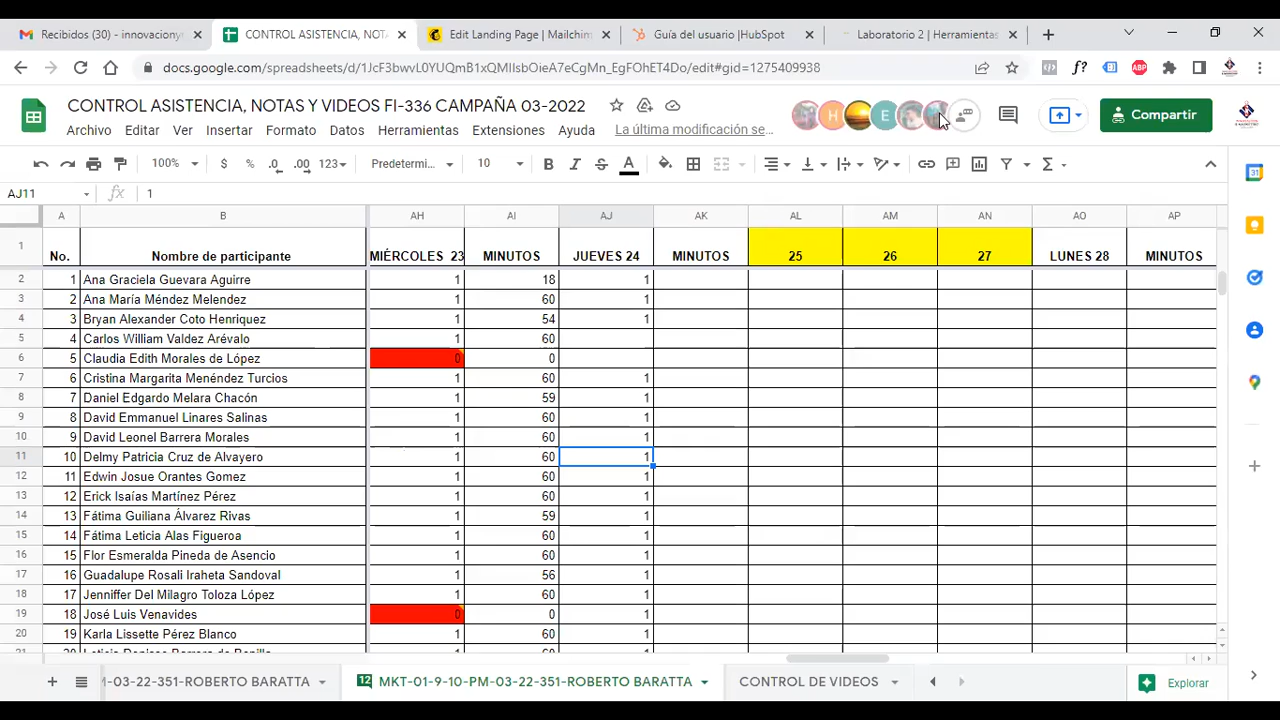 Recibidos (30) - innovaciony
CONTROL ASISTENCIA, NOTA
Edit Landing Page | Mailchim
Guía del usuario |HubSpot
Laboratorio 2 | Herramientas
docs.google.com/spreadsheets/d/1JcF3bwvL0YUQmB1xQMIIsbOieA7eCgMn_EgFOhET4Do/edit#gid=1275409938
CONTROL ASISTENCIA, NOTAS Y VIDEOS FI-336 CAMPAÑA 03-2022
Archivo Editar Ver Insertar Formato Datos Herramientas Extensiones Ayuda La última modificación se…
Compartir
100% $ % .0 .00 123 Predetermi... 10
AJ11 fx 1
A B AH AI AJ AK AL AM AN AO AP
1 No. Nombre de participante MIÉRCOLES 23 MINUTOS JUEVES 24 MINUTOS 25 26 27 LUNES 28 MINUTOS
2 1 Ana Graciela Guevara Aguirre 1 18 1
3 2 Ana María Méndez Melendez 1 60 1
4 3 Bryan Alexander Coto Henriquez 1 54 1
5 4 Carlos William Valdez Arévalo 1 60
6 5 Claudia Edith Morales de López 0 0
7 6 Cristina Margarita Menéndez Turcios 1 60 1
8 7 Daniel Edgardo Melara Chacón 1 59 1
9 8 David Emmanuel Linares Salinas 1 60 1
10 9 David Leonel Barrera Morales 1 60 1
11 10 Delmy Patricia Cruz de Alvayero 1 60 1
12 11 Edwin Josue Orantes Gomez 1 60 1
13 12 Erick Isaías Martínez Pérez 1 60 1
14 13 Fátima Guiliana Álvarez Rivas 1 59 1
15 14 Fátima Leticia Alas Figueroa 1 60 1
16 15 Flor Esmeralda Pineda de Asencio 1 60 1
17 16 Guadalupe Rosali Iraheta Sandoval 1 56 1
18 17 Jenniffer Del Milagro Toloza López 1 60 1
19 18 José Luis Venavides 0 0 1
20 19 Karla Lissette Pérez Blanco 1 60 1
M-03-22-351-ROBERTO BARATTA 12 MKT-01-9-10-PM-03-22-351-ROBERTO BARATTA CONTROL DE VIDEOS Explorar